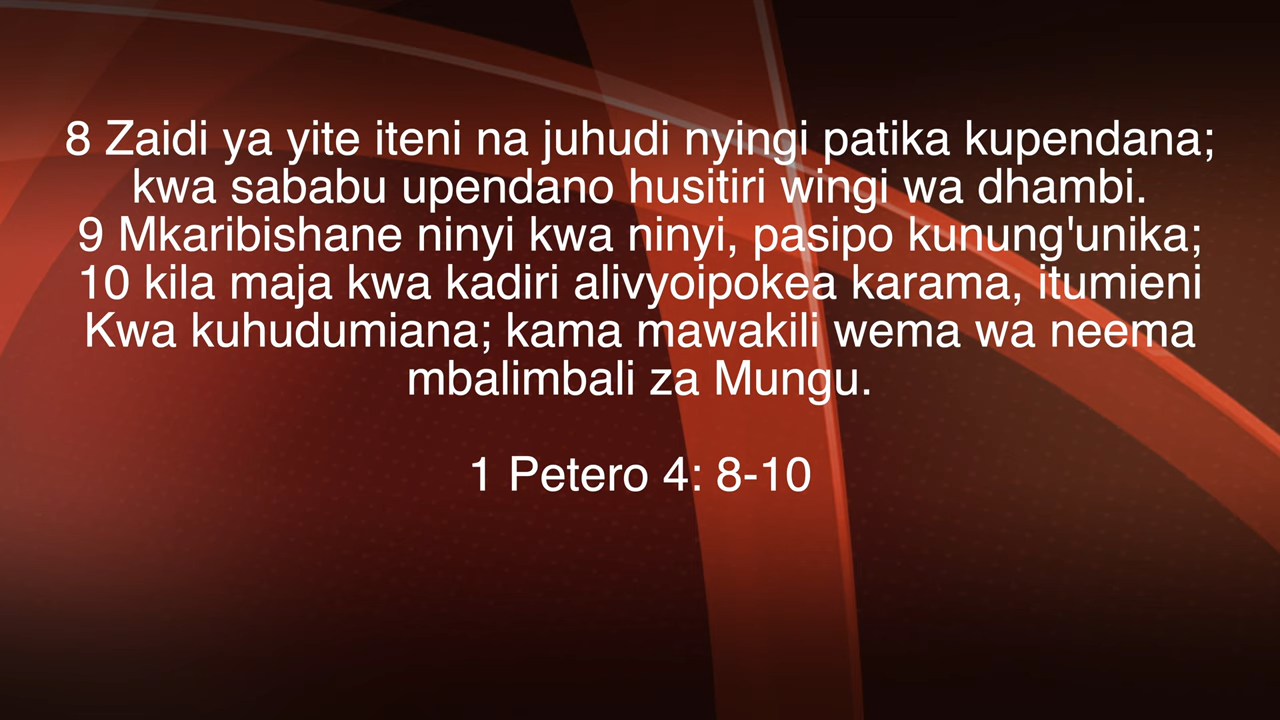 8 Zaidi ya yite iteni na juhudi nyingi patika kupendana;
kwa sababu upendano husitiri wingi wa dhambi.
9 Mkaribishane ninyi kwa ninyi, pasipo kunung'unika;
10 kila maja kwa kadiri alivyoipokea karama, itumieni
Kwa kuhudumiana; kama mawakili wema wa neema
mbalimbali za Mungu.
1 Petero 4: 8-10